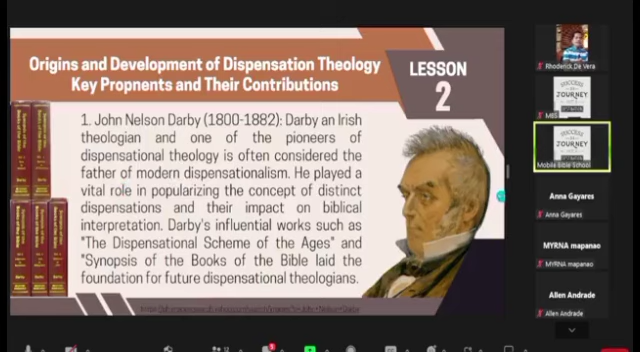 Origins and Development of Dispensation Theology
Key Propnents and Their Contributions
LESSON
2
1. John Nelson Darby (1800-1882): Darby an Irish
theologian and one of the pioneers of
dispensational theology is often considered the
father of modern dispensationalism. He played a
vital role in popularizing the concept of distinct
dispensations and their impact on biblical
interpretation. Darby's influential works such as
"The Dispensational Scheme of the Ages" and
"Synopsis of the Books of the Bible laid the
foundation for future dispensational theologians.
Rhoderick De Vera
SUCCESS
JOURNEY
MBS
SUCCESS
JOURNEY
Mobile Bible School
Anna Gayares
Anna Gayares
MYRNA mapanao
MYRNA mapanao
Allen Andrade
Allen Andrade